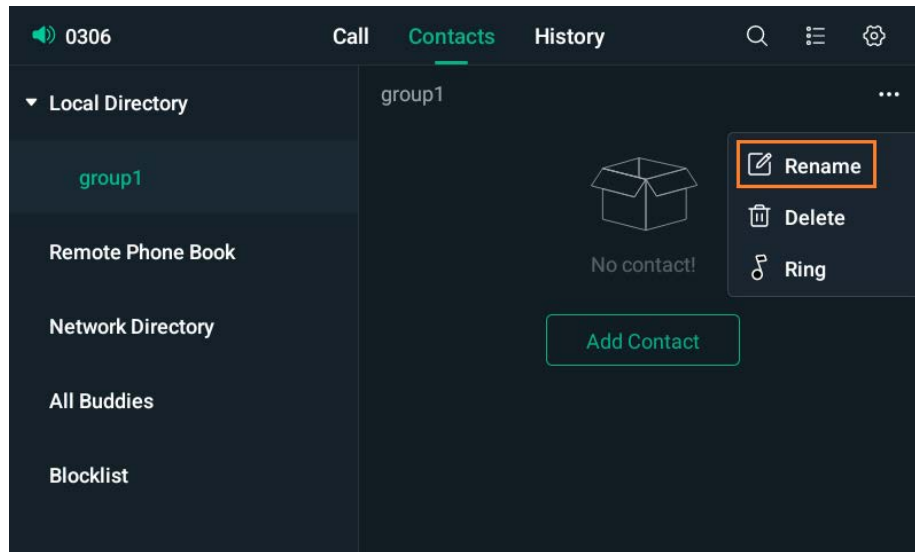 0306
Call
Contacts
History
Local Directory
group1
Remote Phone Book
Network Directory
All Buddies
Blocklist
group1
Rename
Delete
Ring
No contact!
Add Contact